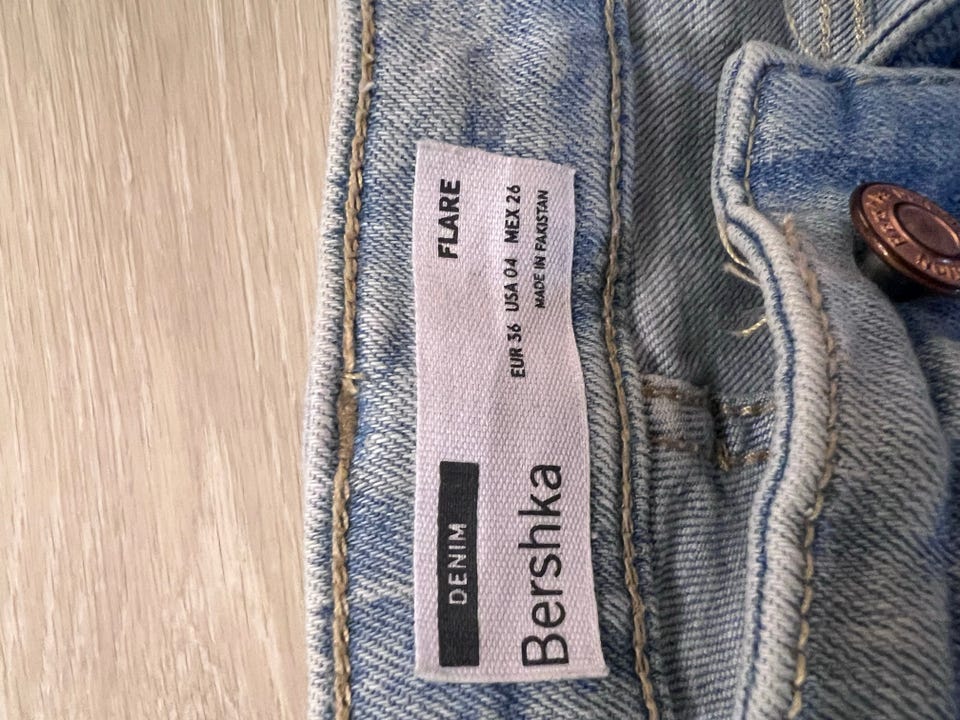 DENIM
FLARE
Bershka
EUR 36 USA 04 MEX 26
MADE IN PAKISTAN